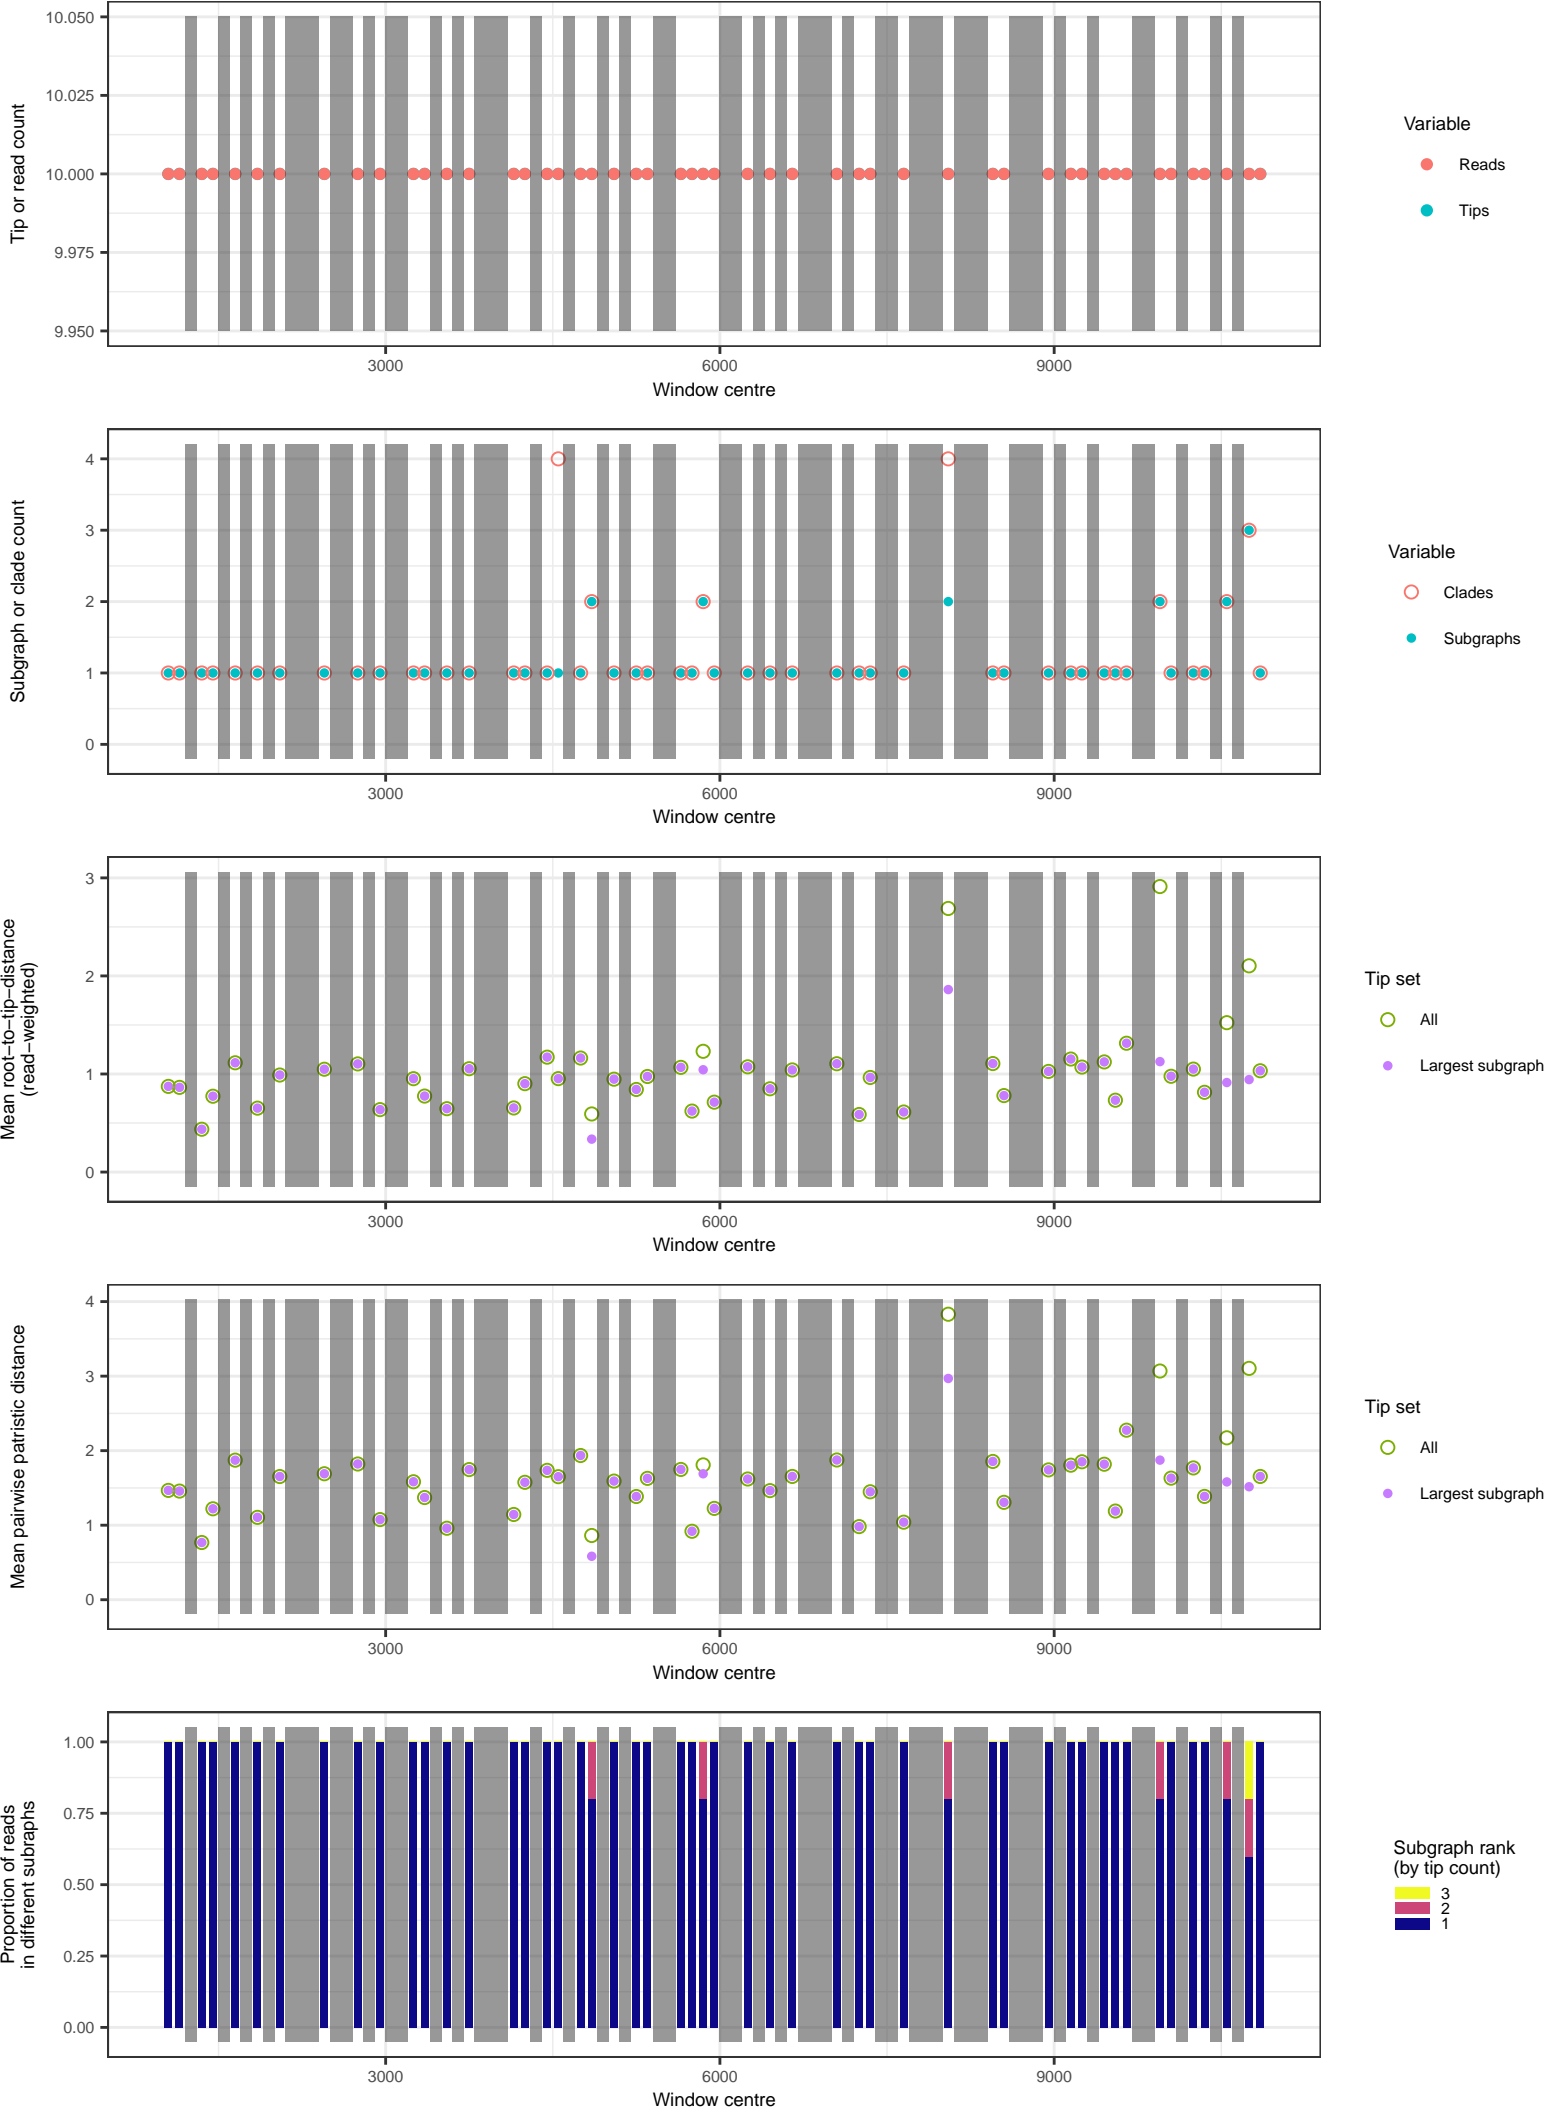 10.050
10.025
10.000
9.975
9.950
Tip or read count
3000
6000
9000
Window centre
Variable
Reads
Tips
4
3
2
1
0
Subgraph or clade count
3000
6000
9000
Window centre
Variable
Clades
Subgraphs
3
2
1
0
Mean root−to−tip−distance
(read−weighted)
3000
6000
9000
Window centre
Tip set
All
Largest subgraph
4
3
2
1
0
Mean pairwise patristic distance
3000
6000
9000
Window centre
Tip set
All
Largest subgraph
1.00
0.75
0.50
0.25
0.00
Proportion of reads
in different subraphs
3000
6000
9000
Window centre
Subgraph rank
(by tip count)
3
2
1